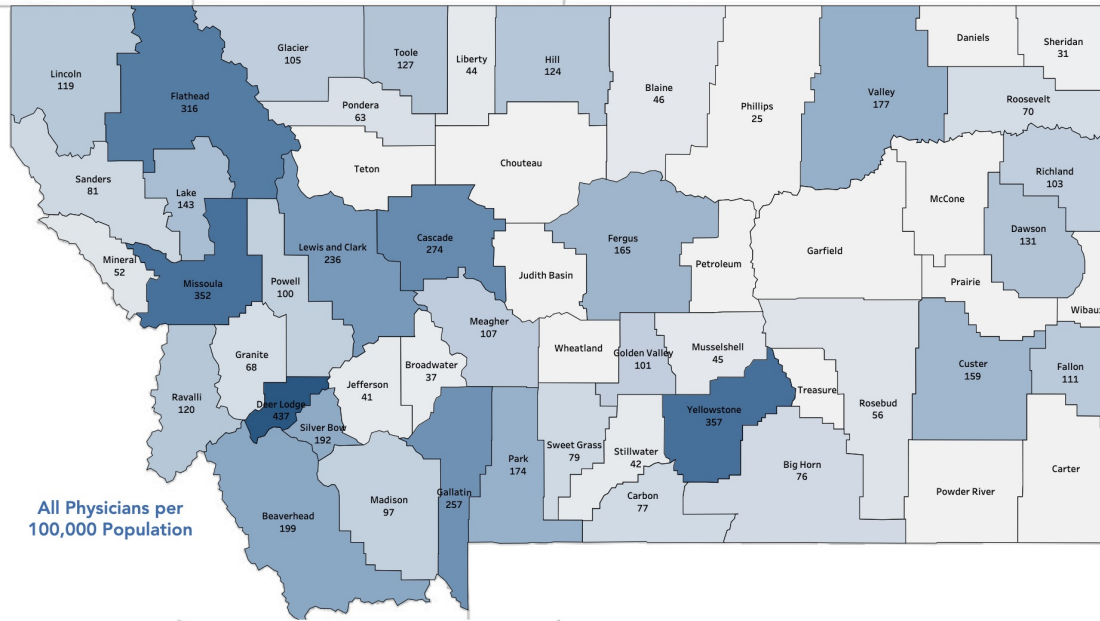 Lincoln
119
Flathead
316
Glacier
105
Toole
127
Liberty
44
Hill
124
Blaine
46
Phillips
25
Valley
177
Daniels
Sheridan
31
Roosevelt
70
Pondera
63
Teton
Chouteau
Sanders
81
Lake
143
Richland
103
McCone
Dawson
131
Mineral
52
Missoula
352
Powell
100
Lewis and Clark
236
Cascade
274
Judith Basin
Fergus
165
Petroleum
Garfield
Prairie
Wibaux
Meagher
107
Granite
68
Ravalli
120
Deer Lodge
437
Silver Bow
192
Jefferson
41
Broadwater
37
Wheatland
Golden Valley
101
Musselshell
45
Yellowstone
357
Treasure
Rosebud
56
Custer
159
Fallon
111
Beaverhead
199
Madison
97
Gallatin
257
Park
174
Sweet Grass
79
Stillwater
42
Carbon
77
Big Horn
76
Powder River
Carter
All Physicians per
100,000 Population